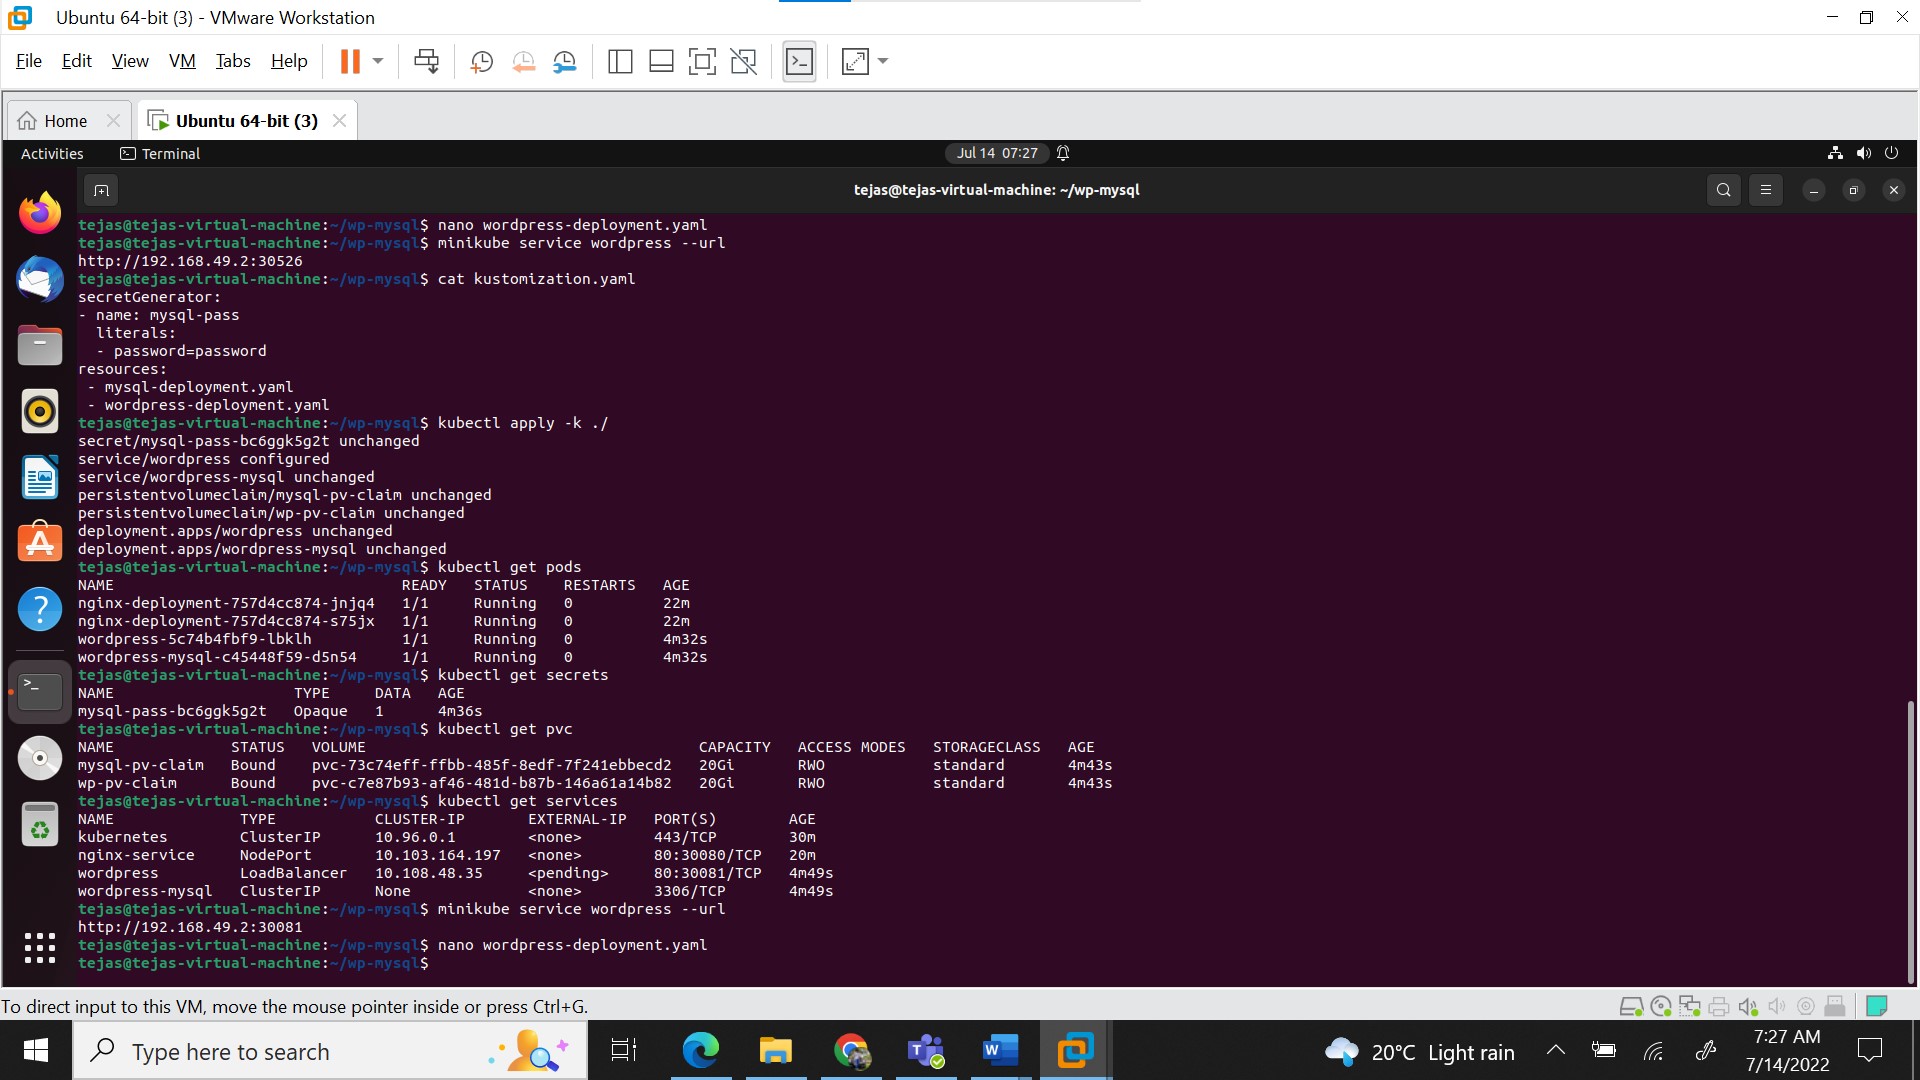 Ubuntu 64-bit (3) - VMware Workstation
File Edit View VM Tabs Help
Home
Ubuntu 64-bit (3)
Activities Terminal Jul 14 07:27
tejas@tejas-virtual-machine: ~/wp-mysql
tejas@tejas-virtual-machine:~/wp-mysql$ nano wordpress-deployment.yaml
tejas@tejas-virtual-machine:~/wp-mysql$ minikube service wordpress --url
http://192.168.49.2:30526
tejas@tejas-virtual-machine:~/wp-mysql$ cat kustomization.yaml
secretGenerator:
- name: mysql-pass
  literals:
  - password=password
resources:
 - mysql-deployment.yaml
 - wordpress-deployment.yaml
tejas@tejas-virtual-machine:~/wp-mysql$ kubectl apply -k ./
secret/mysql-pass-bc6ggk5g2t unchanged
service/wordpress configured
service/wordpress-mysql unchanged
persistentvolumeclaim/mysql-pv-claim unchanged
persistentvolumeclaim/wp-pv-claim unchanged
deployment.apps/wordpress unchanged
deployment.apps/wordpress-mysql unchanged
tejas@tejas-virtual-machine:~/wp-mysql$ kubectl get pods
NAME                                READY   STATUS    RESTARTS   AGE
nginx-deployment-757d4cc874-jnjq4   1/1     Running   0          22m
nginx-deployment-757d4cc874-s75jx   1/1     Running   0          22m
wordpress-5c74b4fbf9-lbklh          1/1     Running   0          4m32s
wordpress-mysql-c45448f59-d5n54     1/1     Running   0          4m32s
tejas@tejas-virtual-machine:~/wp-mysql$ kubectl get secrets
NAME                    TYPE     DATA   AGE
mysql-pass-bc6ggk5g2t   Opaque   1      4m36s
tejas@tejas-virtual-machine:~/wp-mysql$ kubectl get pvc
NAME             STATUS   VOLUME                                     CAPACITY   ACCESS MODES   STORAGECLASS   AGE
mysql-pv-claim   Bound    pvc-73c74eff-ffbb-485f-8edf-7f241ebbecd2   20Gi       RWO            standard       4m43s
wp-pv-claim      Bound    pvc-c7e87b93-af46-481d-b87b-146a61a14b82   20Gi       RWO            standard       4m43s
tejas@tejas-virtual-machine:~/wp-mysql$ kubectl get services
NAME              TYPE           CLUSTER-IP       EXTERNAL-IP   PORT(S)        AGE
kubernetes        ClusterIP      10.96.0.1        <none>        443/TCP        30m
nginx-service     NodePort       10.103.164.197   <none>        80:30080/TCP   20m
wordpress         LoadBalancer   10.108.48.35     <pending>     80:30081/TCP   4m49s
wordpress-mysql   ClusterIP      None             <none>        3306/TCP       4m49s
tejas@tejas-virtual-machine:~/wp-mysql$ minikube service wordpress --url
http://192.168.49.2:30081
tejas@tejas-virtual-machine:~/wp-mysql$ nano wordpress-deployment.yaml
tejas@tejas-virtual-machine:~/wp-mysql$
To direct input to this VM, move the mouse pointer inside or press Ctrl+G.
Type here to search
20°C Light rain
7:27 AM
7/14/2022